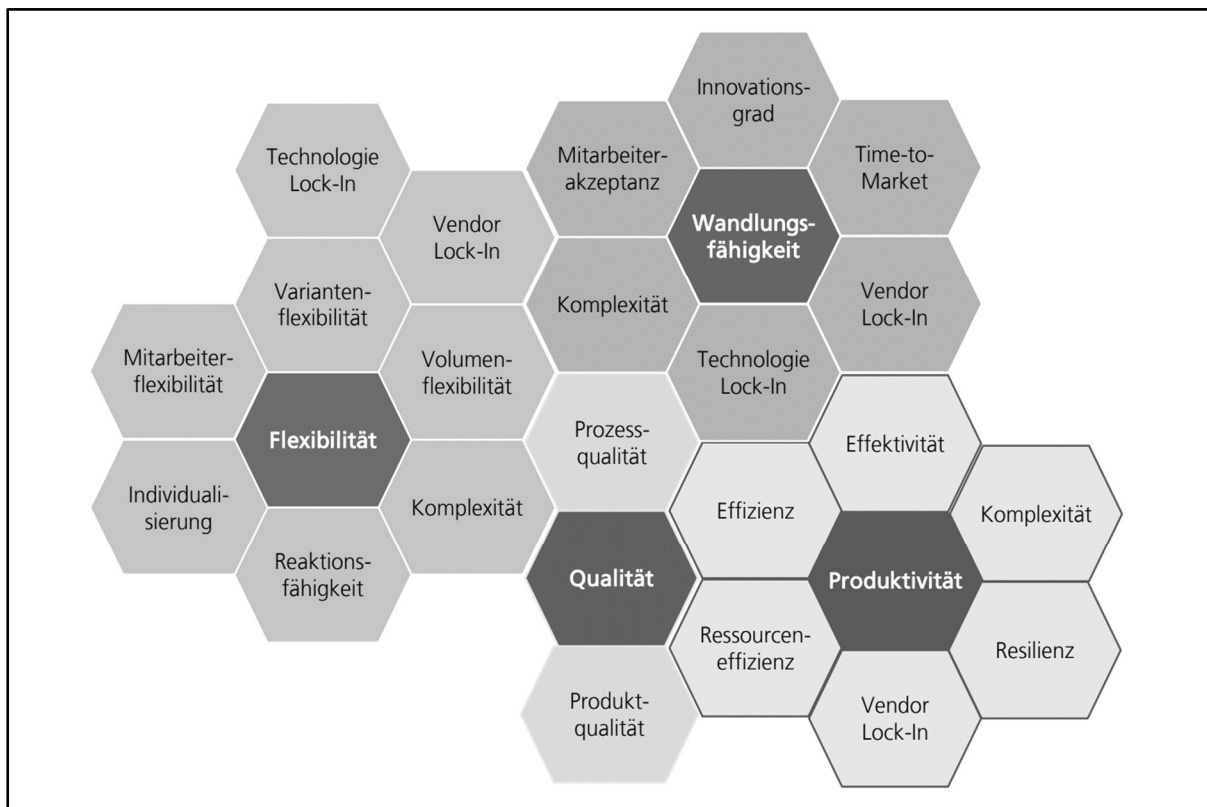 Technologie
Lock-In
Vendor
Lock-In
Varianten-
flexibilität
Mitarbeiter-
flexibilität
Volumen-
flexibilität
Flexibilität
Individuali-
sierung
Komplexität
Reaktions-
fähigkeit
Innovations-
grad
Mitarbeiter-
akzeptanz
Time-to-
Market
Wandlungs-
fähigkeit
Komplexität
Vendor
Lock-In
Technologie
Lock-In
Prozess-
qualität
Qualität
Produkt-
qualität
Effektivität
Effizienz
Komplexität
Produktivität
Ressourcen-
effizienz
Resilienz
Vendor
Lock-In